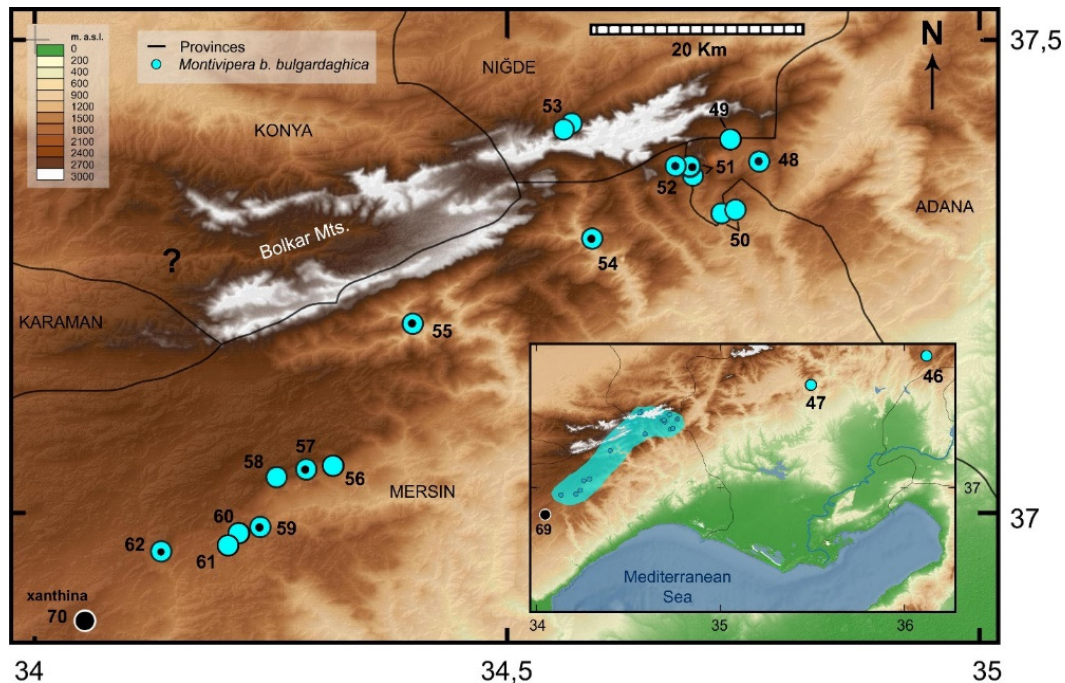 m. a.s.l.
0
200
400
600
900
1200
1500
1800
2100
2400
2700
3000
Provinces
Montivipera b. bulgardaghica
20 Km
N
37,5
NIĞDE
KONYA
53
49
48
51
52
50
ADANA
Bolkar Mts.
?
54
KARAMAN
55
46
47
58
57
56
MERSIN
37
69
37
60
59
62
61
Mediterranean
Sea
xanthina
70
34
35
36
34
34,5
35